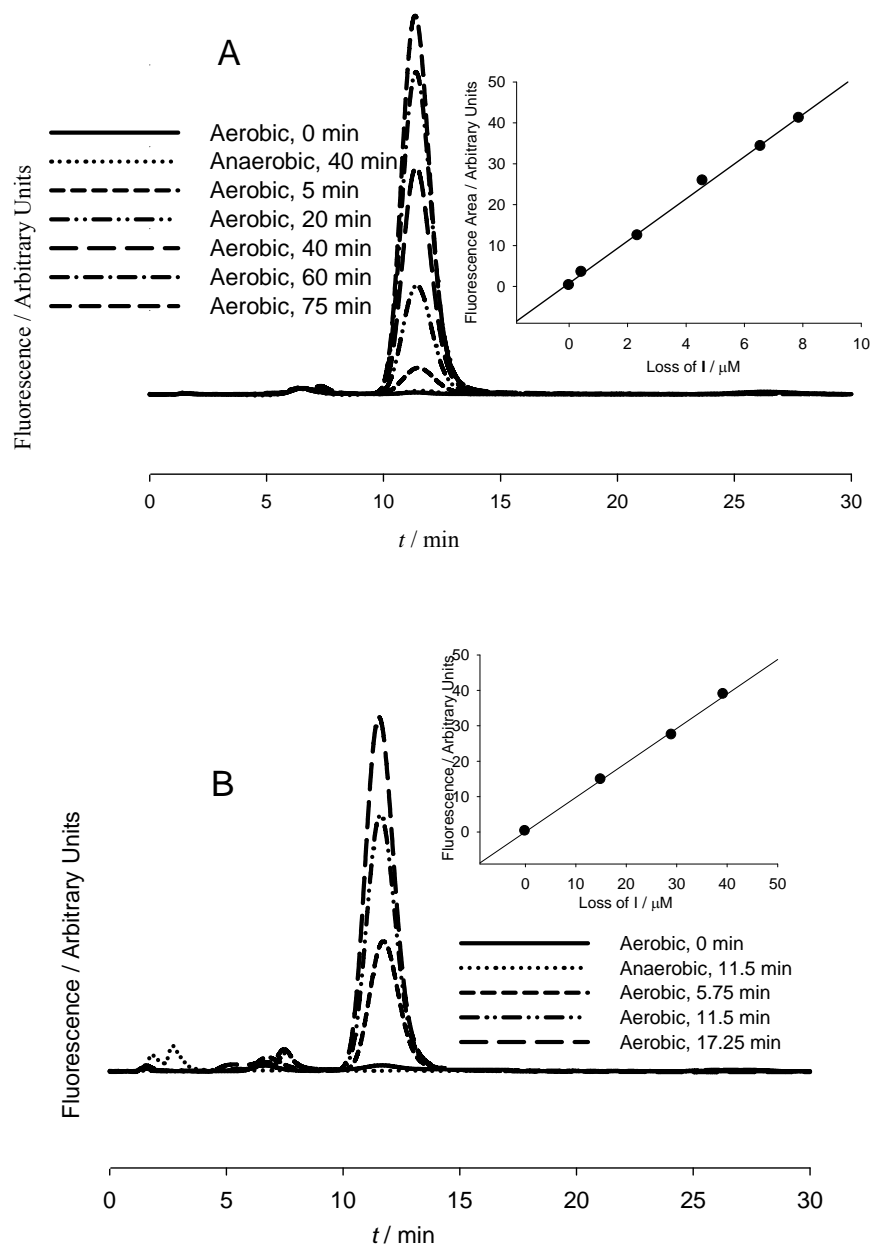 A
Aerobic, 0 min
Anaerobic, 40 min
Aerobic, 5 min
Aerobic, 20 min
Aerobic, 40 min
Aerobic, 60 min
Aerobic, 75 min
Fluorescence / Arbitrary Units
0 5 10 15 20 25 30
t / min
Fluorescence Area / Arbitrary Units
50
40
30
20
10
0
0 2 4 6 8 10
Loss of I / μM
B
Fluorescence / Arbitrary Units
50
40
30
20
10
0
0 10 20 30 40 50
Loss of I / μM
Aerobic, 0 min
Anaerobic, 11.5 min
Aerobic, 5.75 min
Aerobic, 11.5 min
Aerobic, 17.25 min
Fluorescence / Arbitrary Units
0 5 10 15 20 25 30
t / min